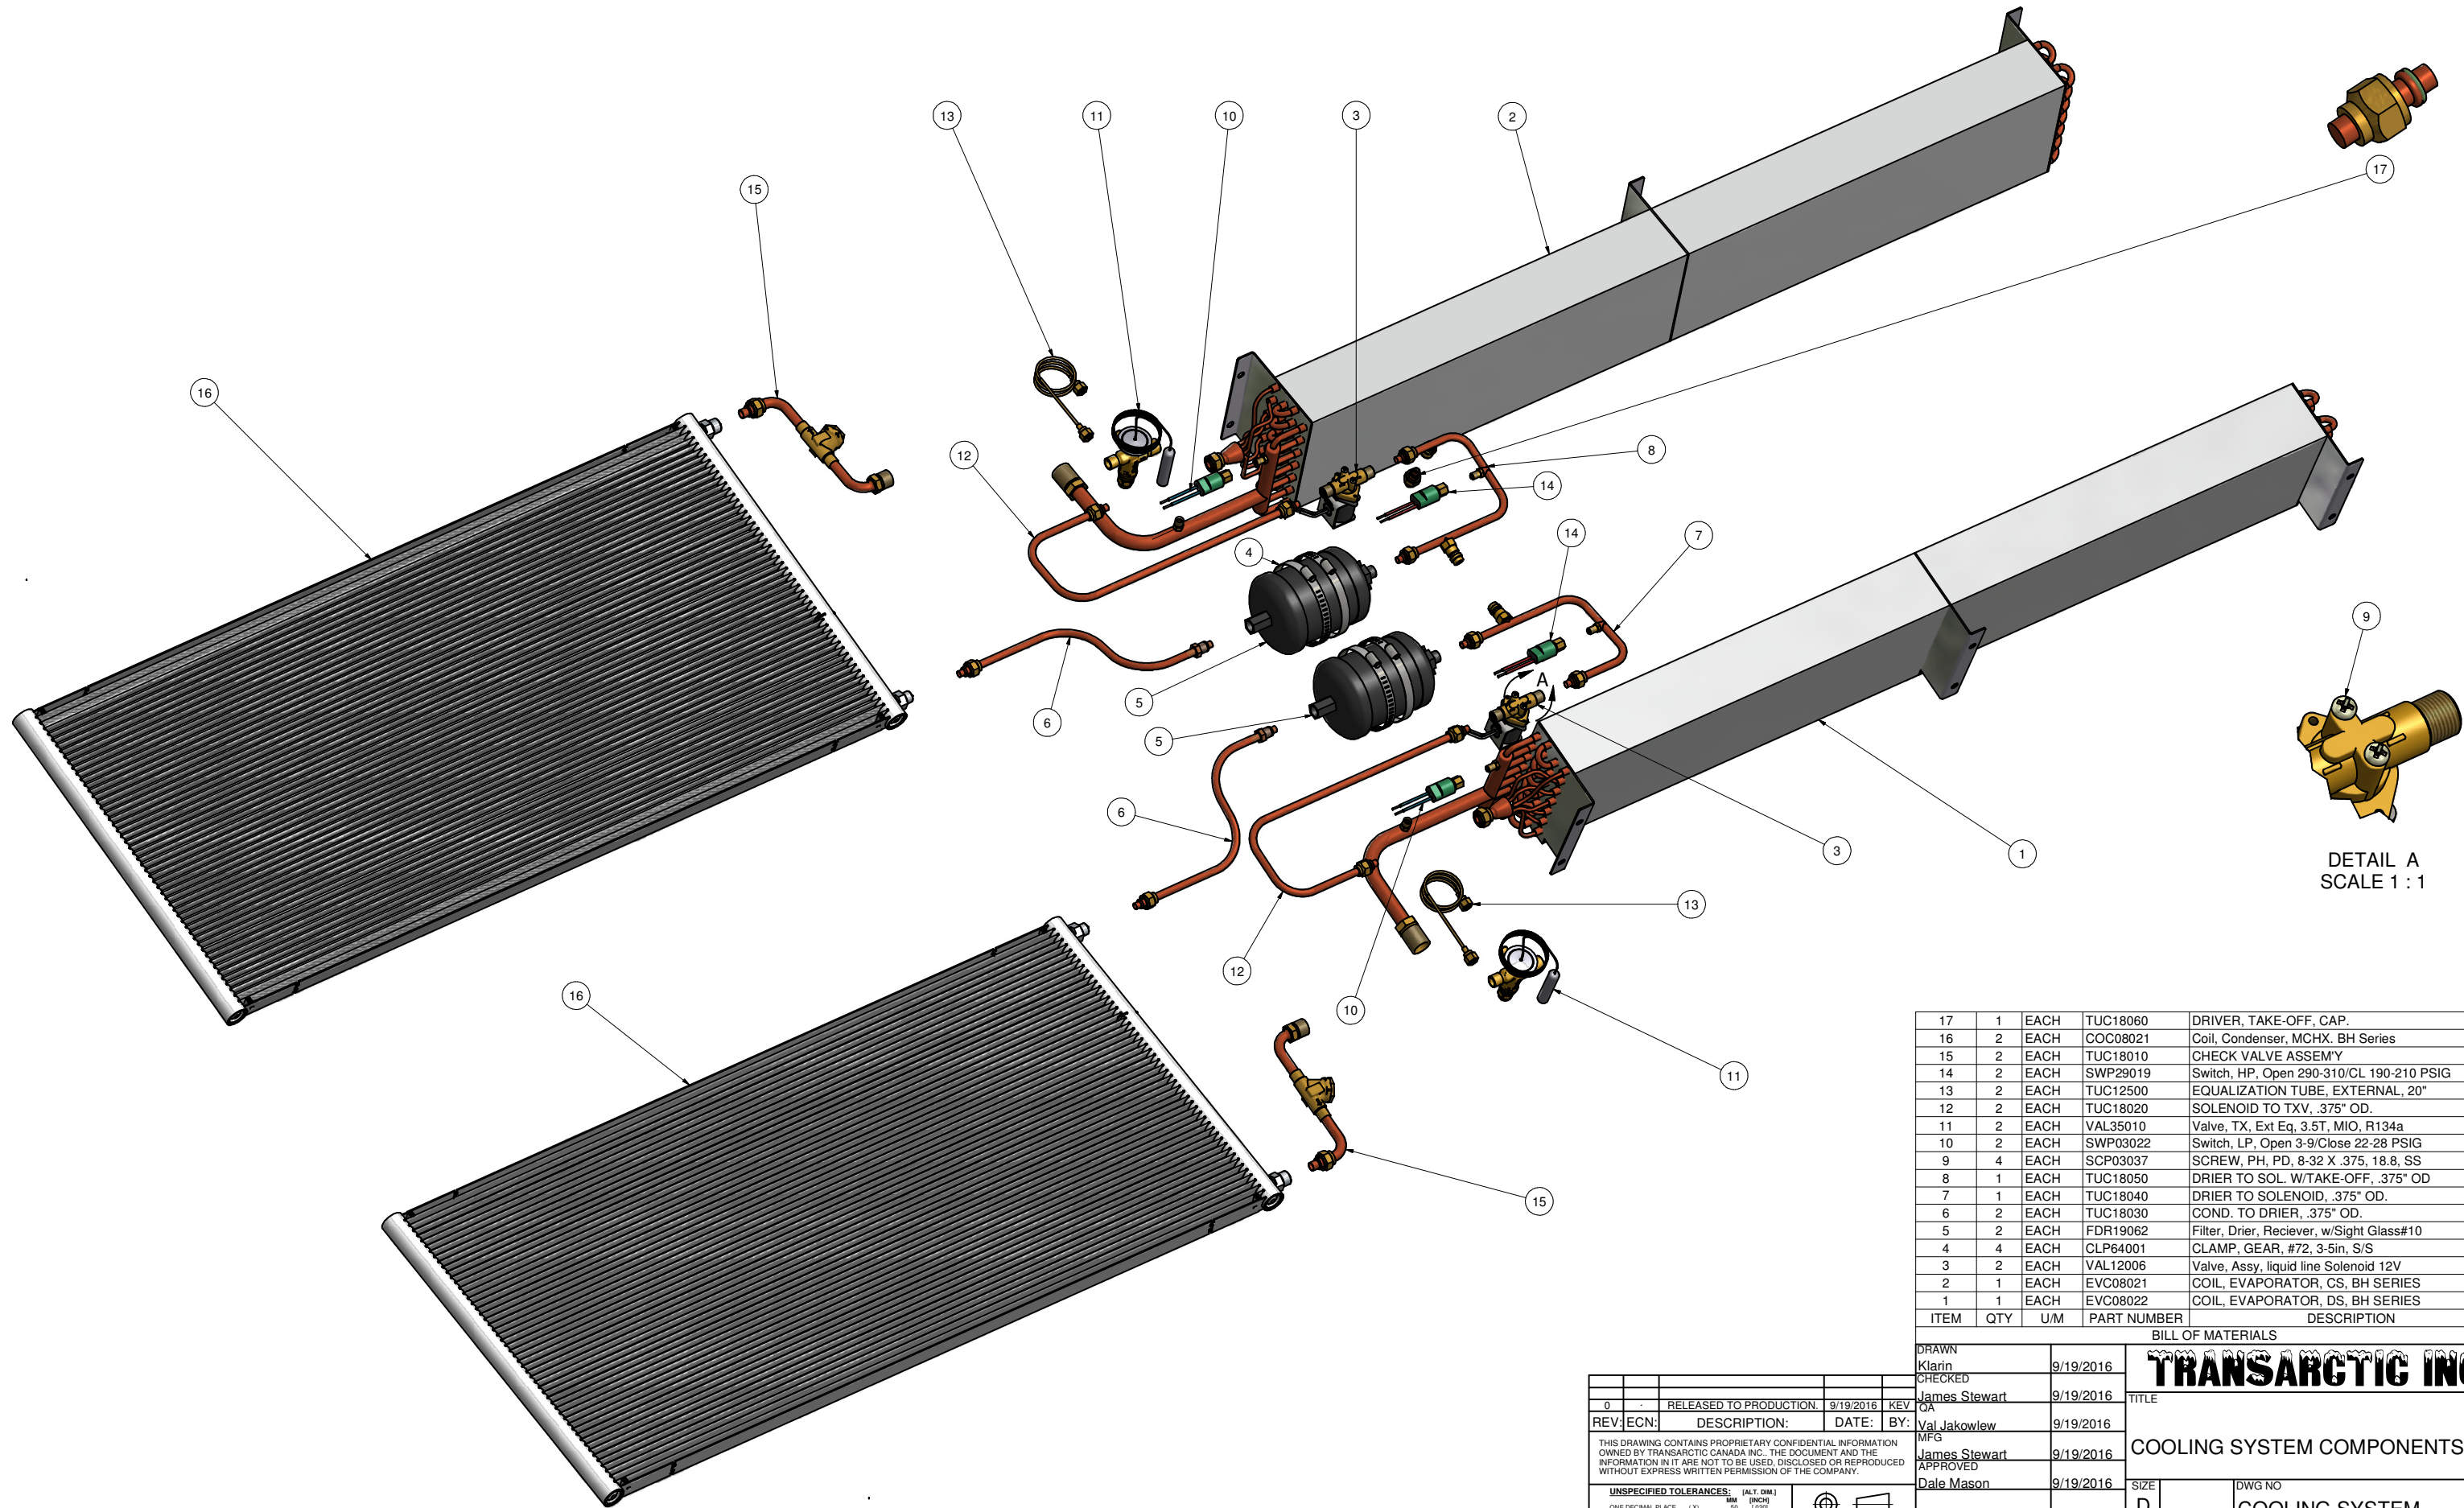 13
11
10
3
2
17
15
16
12
8
14
4
14
7
5
6
5
9
6
3
1
DETAIL A
SCALE 1 : 1
A
13
12
16
10
11
15
17 1 EACH TUC18060 DRIVER, TAKE-OFF, CAP.
16 2 EACH COC08021 Coil, Condenser, MCHX. BH Series
15 2 EACH TUC18010 CHECK VALVE ASSEM'Y
14 2 EACH SWP29019 Switch, HP, Open 290-310/CL 190-210 PSIG
13 2 EACH TUC12500 EQUALIZATION TUBE, EXTERNAL, 20"
12 2 EACH TUC18020 SOLENOID TO TXV, .375" OD.
11 2 EACH VAL35010 Valve, TX, Ext Eq, 3.5T, MIO, R134a
10 2 EACH SWP03022 Switch, LP, Open 3-9/Close 22-28 PSIG
9 4 EACH SCP03037 SCREW, PH, PD, 8-32 X .375, 18.8, SS
8 1 EACH TUC18050 DRIER TO SOL. W/TAKE-OFF, .375" OD
7 1 EACH TUC18040 DRIER TO SOLENOID, .375" OD.
6 2 EACH TUC18030 COND. TO DRIER, .375" OD.
5 2 EACH FDR19062 Filter, Drier, Reciever, w/Sight Glass#10
4 4 EACH CLP64001 CLAMP, GEAR, #72, 3-5in, S/S
3 2 EACH VAL12006 Valve, Assy, liquid line Solenoid 12V
2 1 EACH EVC08021 COIL, EVAPORATOR, CS, BH SERIES
1 1 EACH EVC08022 COIL, EVAPORATOR, DS, BH SERIES
ITEM QTY U/M PART NUMBER DESCRIPTION
BILL OF MATERIALS
DRAWN
Klarin 9/19/2016
CHECKED
James Stewart 9/19/2016
QA
Val Jakowlew 9/19/2016
MFG
James Stewart 9/19/2016
APPROVED
Dale Mason 9/19/2016
TRANSARCTIC INC
TITLE
COOLING SYSTEM COMPONENTS
SIZE
D
DWG NO
COOLING SYSTEM
0 . RELEASED TO PRODUCTION. 9/19/2016 KEV
REV: ECN: DESCRIPTION: DATE: BY:
THIS DRAWING CONTAINS PROPRIETARY CONFIDENTIAL INFORMATION
OWNED BY TRANSARCTIC CANADA INC.. THE DOCUMENT AND THE
INFORMATION IN IT ARE NOT TO BE USED, DISCLOSED OR REPRODUCED
WITHOUT EXPRESS WRITTEN PERMISSION OF THE COMPANY.
UNSPECIFIED TOLERANCES: [ALT. DIM.]
MM [INCH]